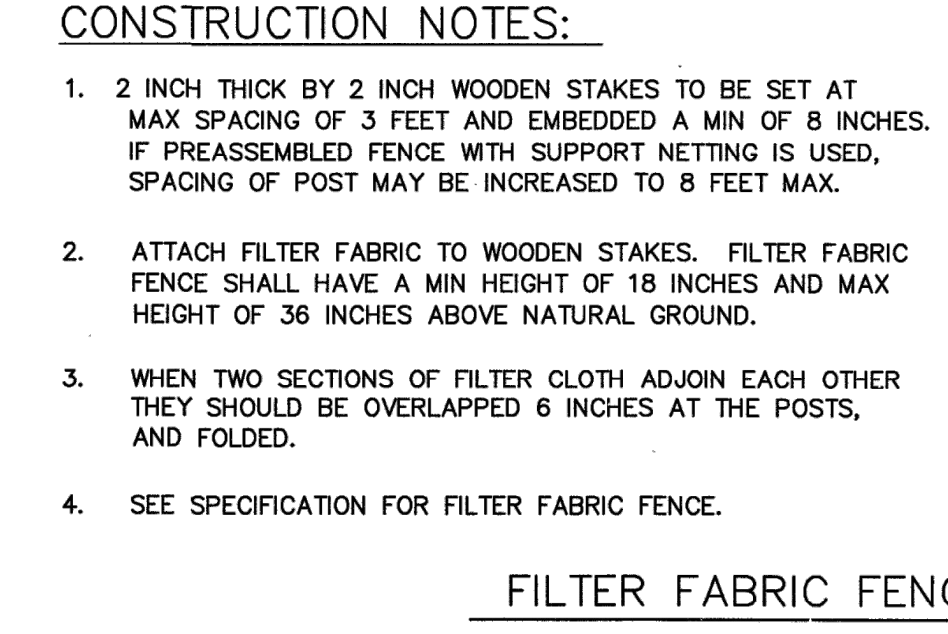 CONSTRUCTION NOTES:
1. 2 INCH THICK BY 2 INCH WOODEN STAKES TO BE SET AT
MAX SPACING OF 3 FEET AND EMBEDDED A MIN OF 8 INCHES.
IF PREASSEMBLED FENCE WITH SUPPORT NETTING IS USED,
SPACING OF POST MAY BE INCREASED TO 8 FEET MAX.
2. ATTACH FILTER FABRIC TO WOODEN STAKES. FILTER FABRIC
FENCE SHALL HAVE A MIN HEIGHT OF 18 INCHES AND MAX
HEIGHT OF 36 INCHES ABOVE NATURAL GROUND.
3. WHEN TWO SECTIONS OF FILTER CLOTH ADJOIN EACH OTHER
THEY SHOULD BE OVERLAPPED 6 INCHES AT THE POSTS,
AND FOLDED.
4. SEE SPECIFICATION FOR FILTER FABRIC FENCE.
FILTER FABRIC